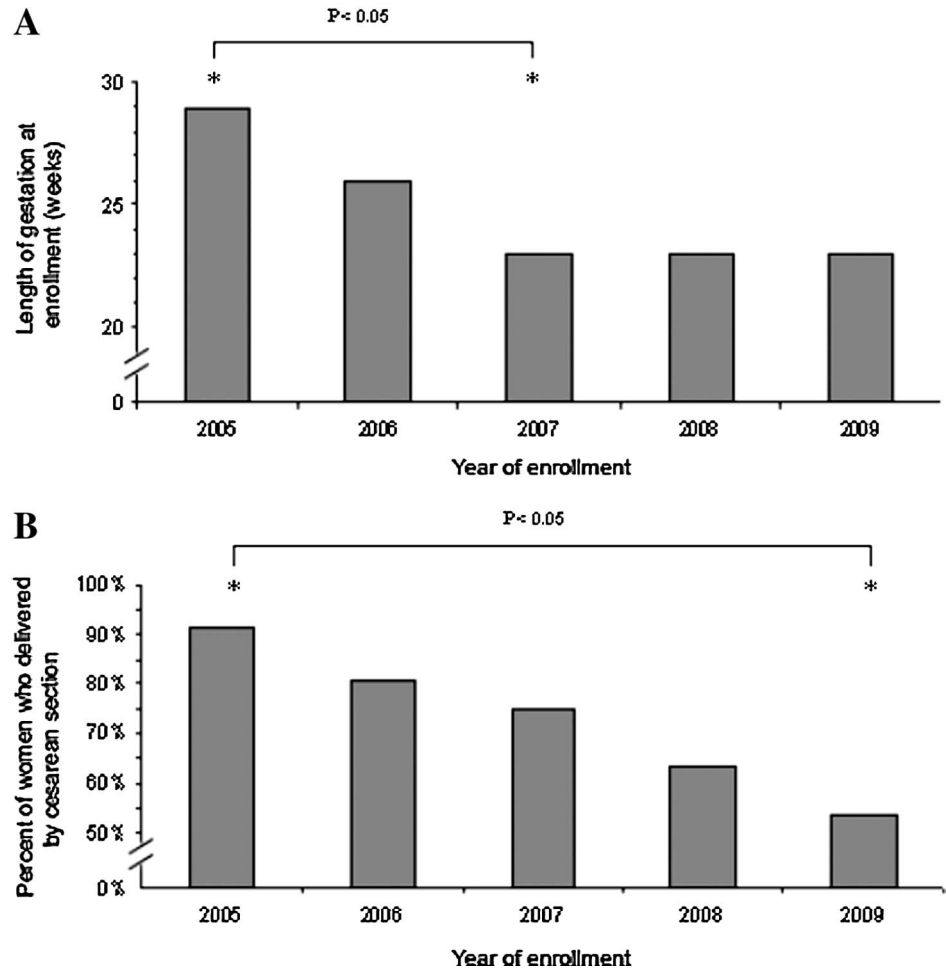 A
P< 0.05
*
*
Length of gestation at
enrollment (weeks)
30
25
20
0
2005
2006
2007
2008
2009
Year of enrollment
B
P< 0.05
*
*
Percent of women who delivered
by cesarean section
100%
90%
80%
70%
60%
50%
0%
2005
2006
2007
2008
2009
Year of enrollment